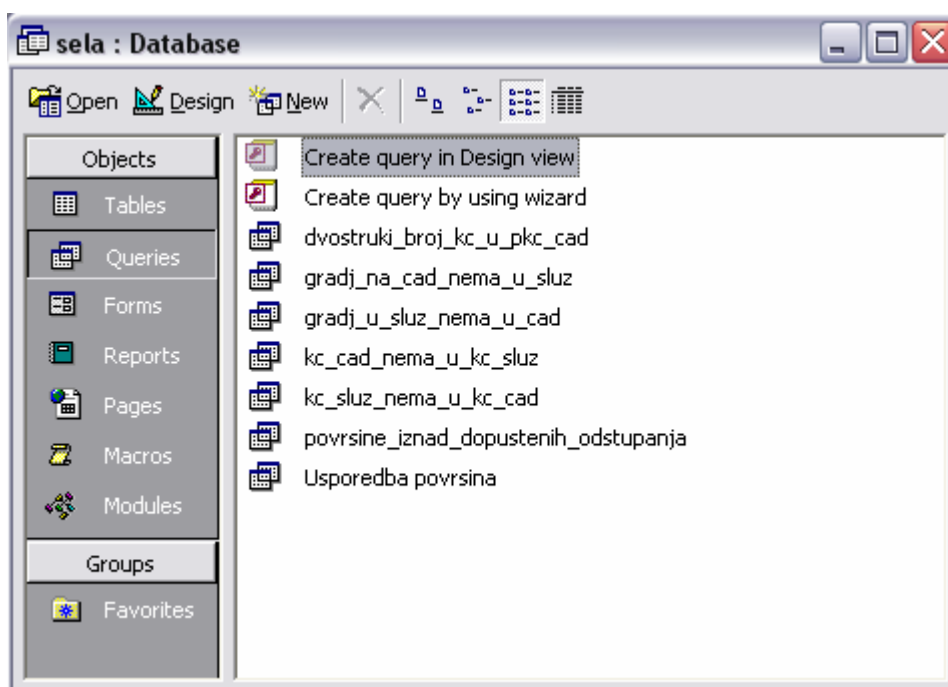 sela : Database
Open Design New
Objects
Tables
Queries
Forms
Reports
Pages
Macros
Modules
Groups
Favorites
Create query in Design view
Create query by using wizard
dvostruki_broj_kc_u_pkc_cad
gradj_na_cad_nema_u_sluz
gradj_u_sluz_nema_u_cad
kc_cad_nema_u_kc_sluz
kc_sluz_nema_u_kc_cad
povrsine_iznad_dopustenih_odstupanja
Usporedba povrsina